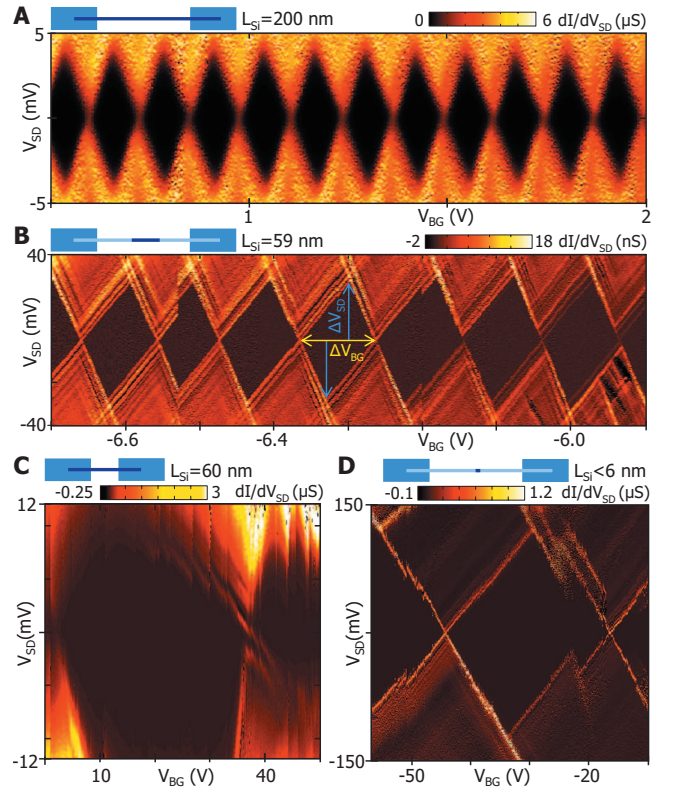 A L_Si=200 nm 0 6 dI/dV_SD (µS)
5
V_SD (mV)
-5
1 V_BG (V) 2
B L_Si=59 nm -2 18 dI/dV_SD (nS)
40
V_SD (mV)
ΔV_SD
ΔV_BG
-40
-6.6 -6.4 V_BG (V) -6.0
C L_Si=60 nm
-0.25 3 dI/dV_SD (µS)
12
V_SD(mV)
-12
10 V_BG (V) 40
D L_Si<6 nm
-0.1 1.2 dI/dV_SD (µS)
150
V_SD(mV)
-150
-50 V_BG (V) -20